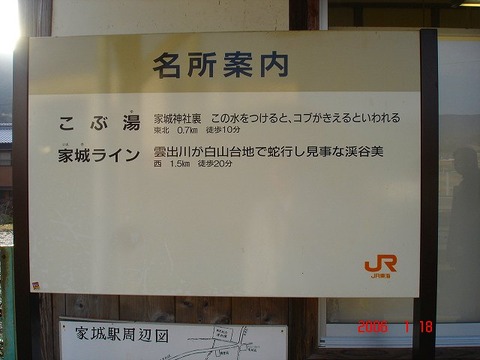 名所案内
こぶ湯 家城神社裏 この水をつけると、コブがきえるといわれる
東北 0.7km 徒歩10分
家城ライン 雲出川が白山台地で蛇行し見事な渓谷美
西 1.5km 徒歩20分
JR
JR東海
家城駅周辺図
2006 1 18